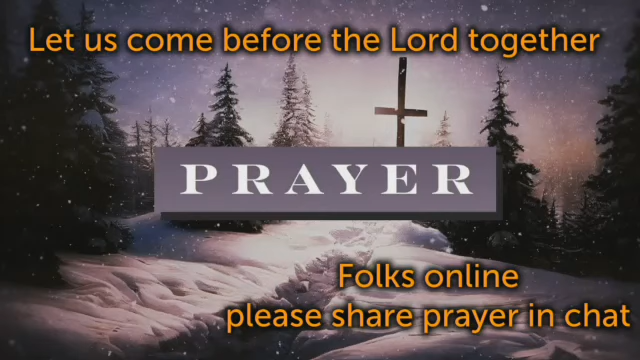 Let us come before the Lord together
PRAYER
Folks online
please share prayer in chat